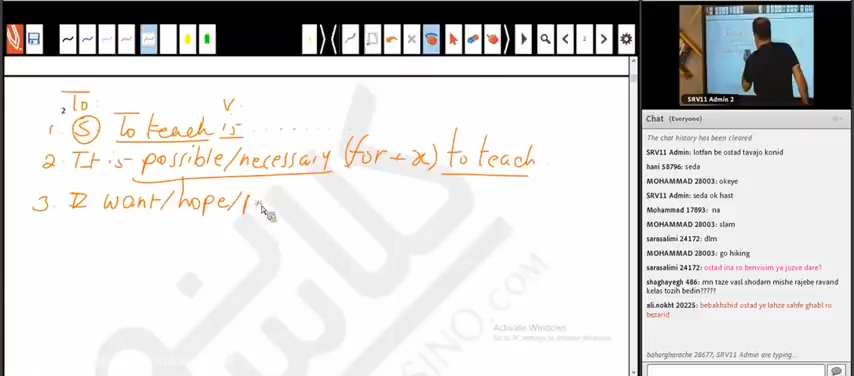 To
1. S To teach is ........... V.
2. It is possible/necessary (for + x) to teach
3. I want/hope/
Activate Windows
Go to PC settings to activate Windows.
SINO.COM
2
SRV11 Admin 2
Chat (Everyone)
The chat history has been cleared
SRV11 Admin: lotfan be ostad tavajo konid
hani 58796: seda
MOHAMMAD 28003: okeye
SRV11 Admin: seda ok hast
Mohammad 17893: na
MOHAMMAD 28003: slam
sarasalimi 24172: dlm
MOHAMMAD 28003: go hiking
sarasalimi 24172: ostad ina ro benvisim ya jozve dare?
shaghayegh 486: mn taze vasl shodam mishe rajebe ravand
kelas tozih bedin?????
ali.nokht 20225: bebakhshid ostad ye lahze sahfe ghabl ro
bezarid
bahargharache 28677, SRV11 Admin are typing...